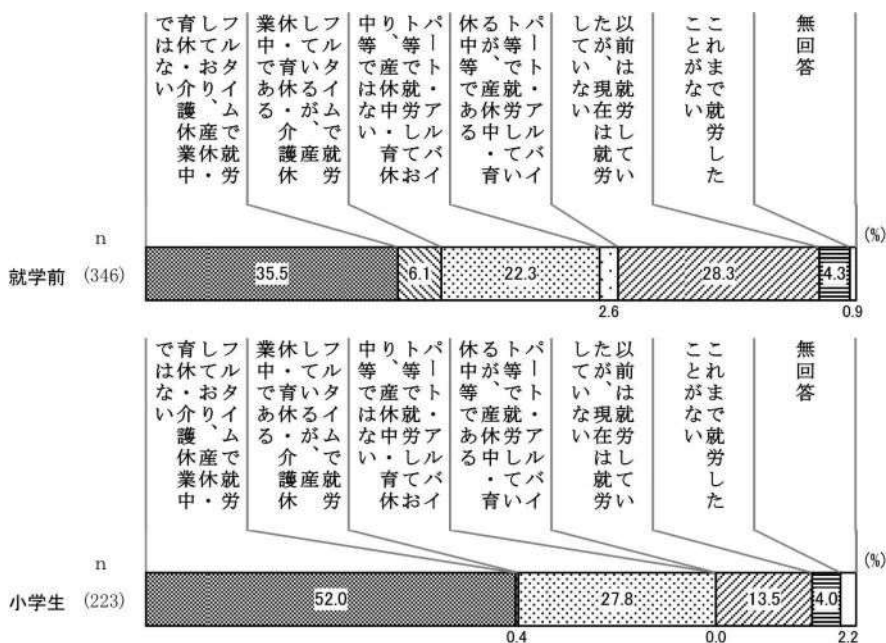 フルタイムで就労
しており、産休・
育休・介護休業中
ではない
フルタイムで就労
しているが、産
休・育休・介護休
業中である
パート・アルバイ
ト等で就労してお
り、産休中・育休
中等ではない
パート・アルバイ
ト等で就労してい
るが、産休中・育
休中等である
以前は就労してい
たが、現在は就労
していない
これまで就労した
ことがない
無回答
n
(%)
就学前 (346) 35.5 6.1 22.3 28.3 4.3
2.6 0.9
フルタイムで就労
しており、産休・
育休・介護休業中
ではない
フルタイムで就労
しているが、産
休・育休・介護休
業中である
パート・アルバイ
ト等で就労してお
り、産休中・育休
中等ではない
パート・アルバイ
ト等で就労してい
るが、産休中・育
休中等である
以前は就労してい
たが、現在は就労
していない
これまで就労した
ことがない
無回答
n
(%)
小学生 (223) 52.0 27.8 13.5 4.0
0.4 0.0 2.2